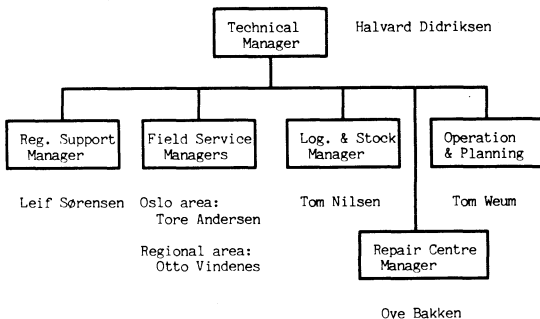 Technical
Manager
Halvard Didriksen
Reg. Support
Manager
Field Service
Managers
Log. & Stock
Manager
Operation
& Planning
Leif Sørensen
Oslo area:
Tore Andersen
Regional area:
Otto Vindenes
Tom Nilsen
Tom Weum
Repair Centre
Manager
Ove Bakken